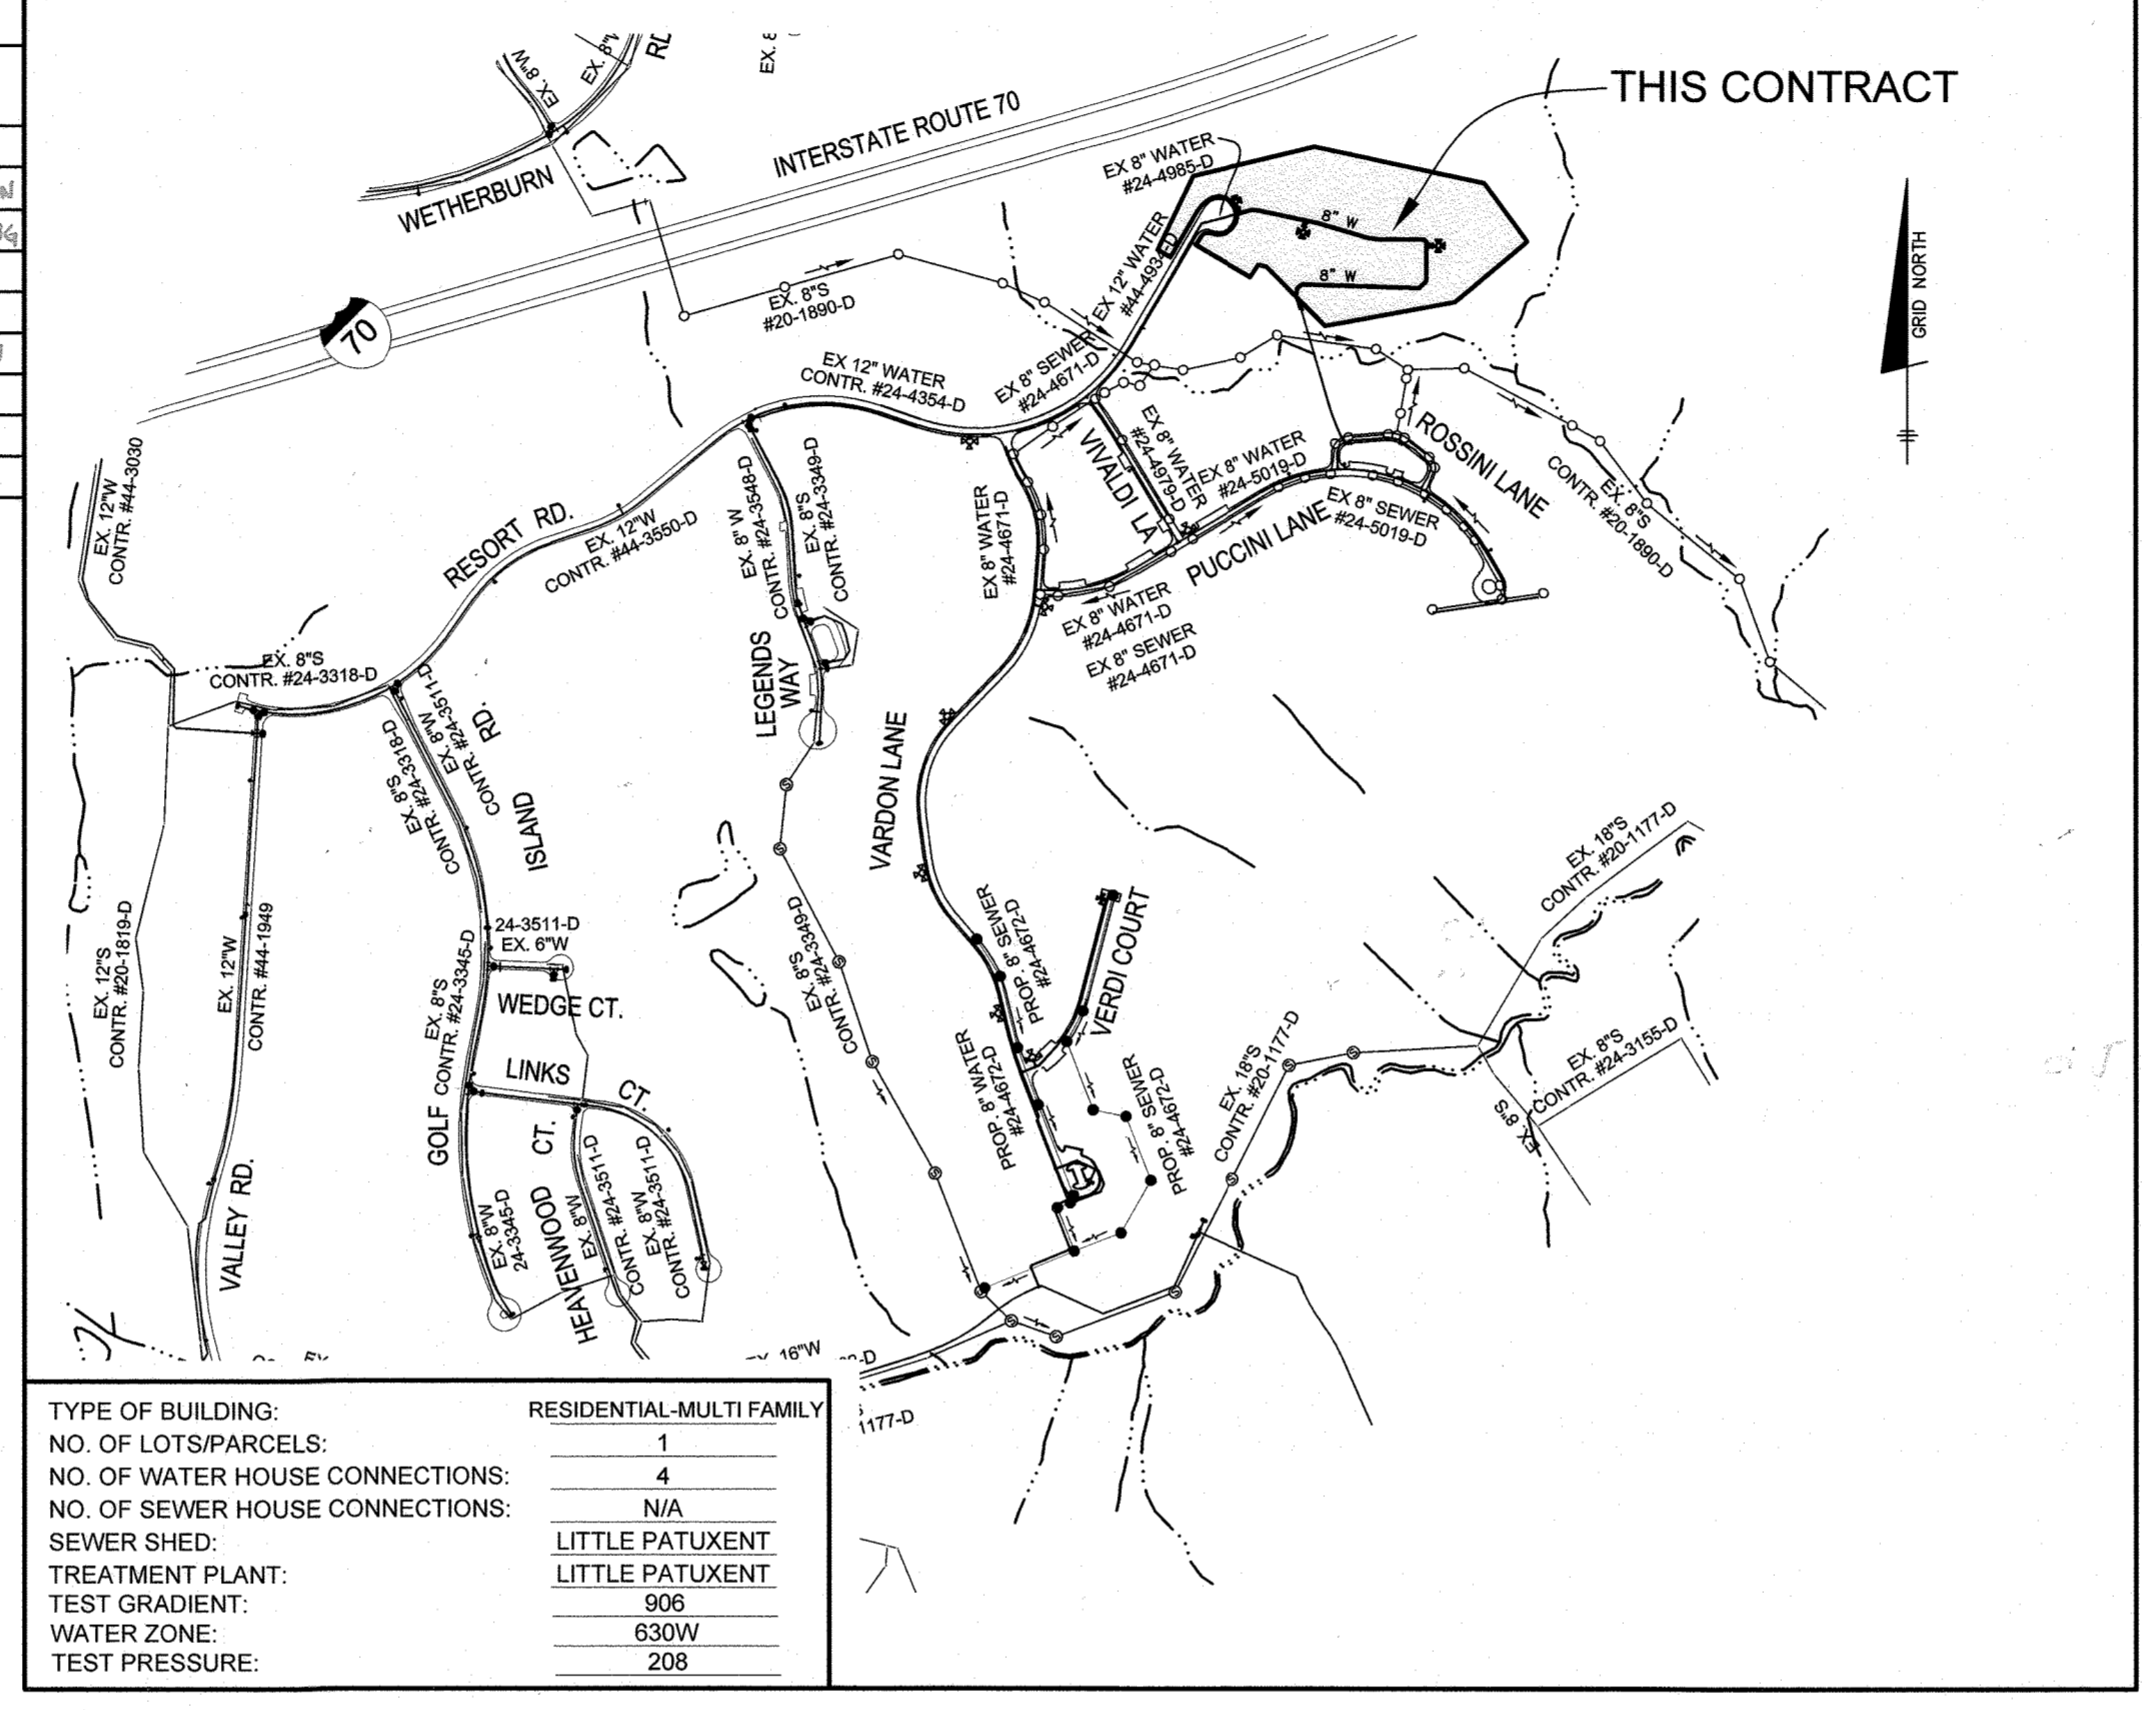 EX. 8"W
EX. 8"
RD
EX. 8
THIS CONTRACT
INTERSTATE ROUTE 70
WETHERBURN
EX 8" WATER
#24-4985-D
8" W
8" W
EX 12" WATER
#44-4934-D
GRID NORTH
70
EX. 8"S
#20-1890-D
EX 8" SEWER
#24-4671-D
EX 12" WATER
CONTR. #24-4354-D
EX. 12"W
CONTR. #44-3030
RESORT RD.
EX. 12"W
CONTR. #44-3550-D
EX. 8" W
CONTR. #24-3548-D
EX. 8"S
CONTR. #24-3349-D
EX 8" WATER
#24-4671-D
VIVALDI LA
EX 8" WATER
#24-4979-D
EX 8" WATER
#24-5019-D
ROSSINI LANE
EX 8" SEWER
#24-5019-D
EX. 8"S
CONTR. #20-1890-D
PUCCINI LANE
EX 8" WATER
#24-4671-D
EX 8" SEWER
#24-4671-D
EX. 8"S
CONTR. #24-3318-D
EX. 8"S
CONTR. #24-3318-D
EX. 8"W
CONTR. #24-3511-D
RD.
ISLAND
LEGENDS
WAY
VARDON LANE
EX. 12"S
CONTR. #20-1819-D
EX. 12"W
CONTR. #44-1949
VALLEY RD.
24-3511-D
EX. 6"W
WEDGE CT.
EX. 8"S
CONTR. #24-3345-D
GOLF
LINKS
CT.
EX. 8"W
24-3345-D
HEAVENWOOD
CT.
EX. 8"W
CONTR. #24-3511-D
EX. 8"W
CONTR. #24-3511-D
EX. 8"S
CONTR. #24-3349-D
PROP. 8" SEWER
#24-4672-D
VERDI COURT
PROP. 8" WATER
#24-4672-D
PROP. 8" SEWER
#24-4672-D
EX. 18"S
CONTR. #20-1177-D
EX. 18"S
CONTR. #20-1177-D
EX. 8"S
CONTR. #24-3155-D
EX. 8"S
16"W
-D
1177-D
TYPE OF BUILDING: RESIDENTIAL-MULTI FAMILY
NO. OF LOTS/PARCELS: 1
NO. OF WATER HOUSE CONNECTIONS: 4
NO. OF SEWER HOUSE CONNECTIONS: N/A
SEWER SHED: LITTLE PATUXENT
TREATMENT PLANT: LITTLE PATUXENT
TEST GRADIENT: 906
WATER ZONE: 630W
TEST PRESSURE: 208